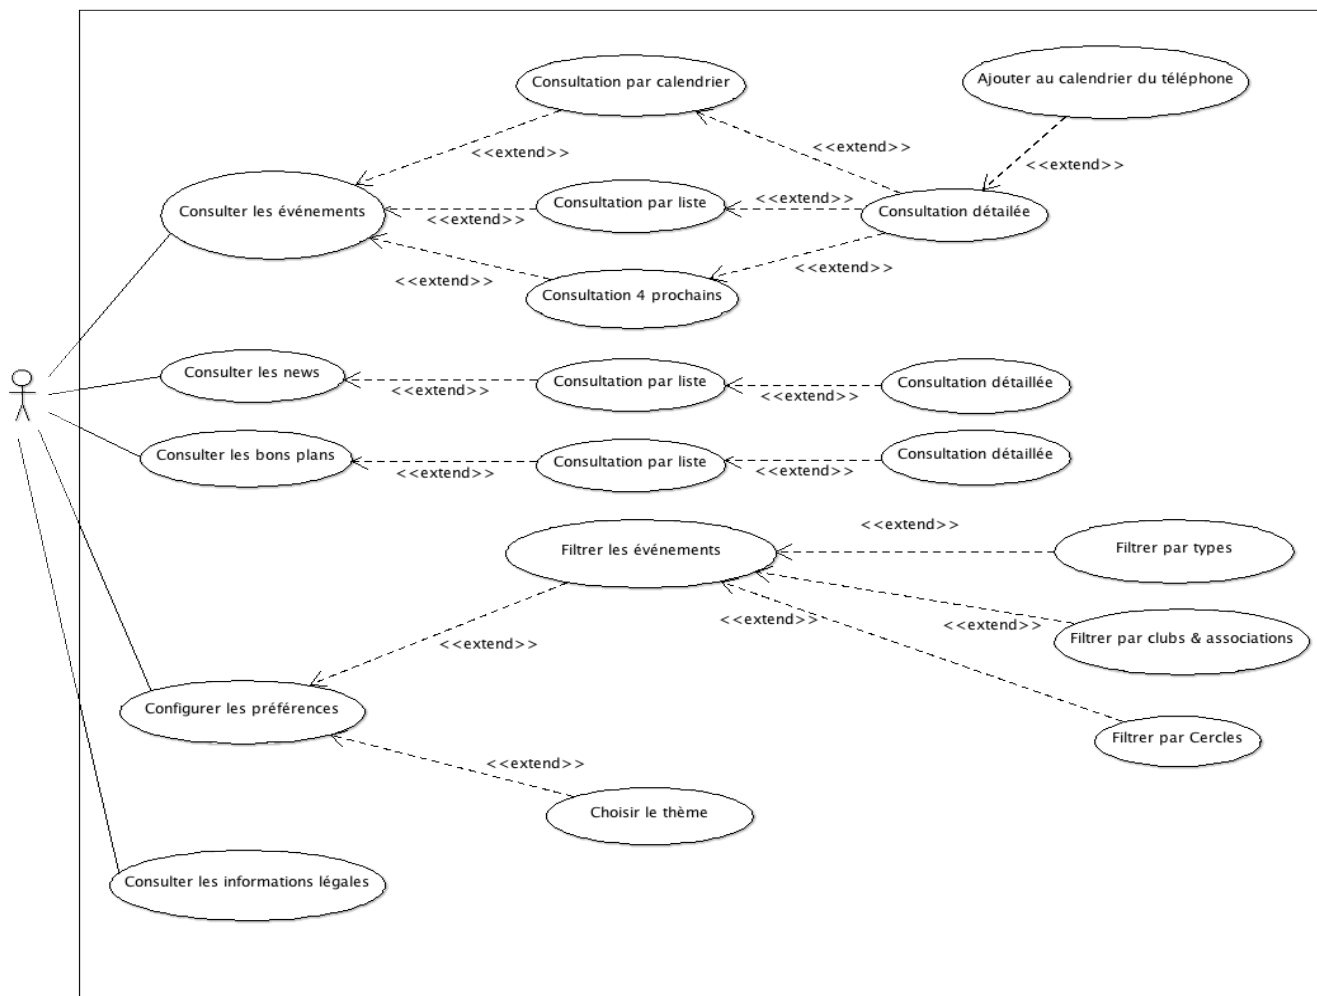 Consultation par calendrier
Ajouter au calendrier du téléphone
<<extend>>
<<extend>>
<<extend>>
Consulter les événements
Consultation par liste
<<extend>>
Consultation détailée
<<extend>>
<<extend>>
<<extend>>
Consultation 4 prochains
Consulter les news
Consultation par liste
Consultation détaillée
<<extend>>
<<extend>>
Consulter les bons plans
Consultation par liste
Consultation détaillée
<<extend>>
<<extend>>
Filtrer les événements
<<extend>>
Filtrer par types
<<extend>>
<<extend>>
<<extend>>
Filtrer par clubs & associations
Configurer les préférences
Filtrer par Cercles
<<extend>>
Choisir le thème
Consulter les informations légales